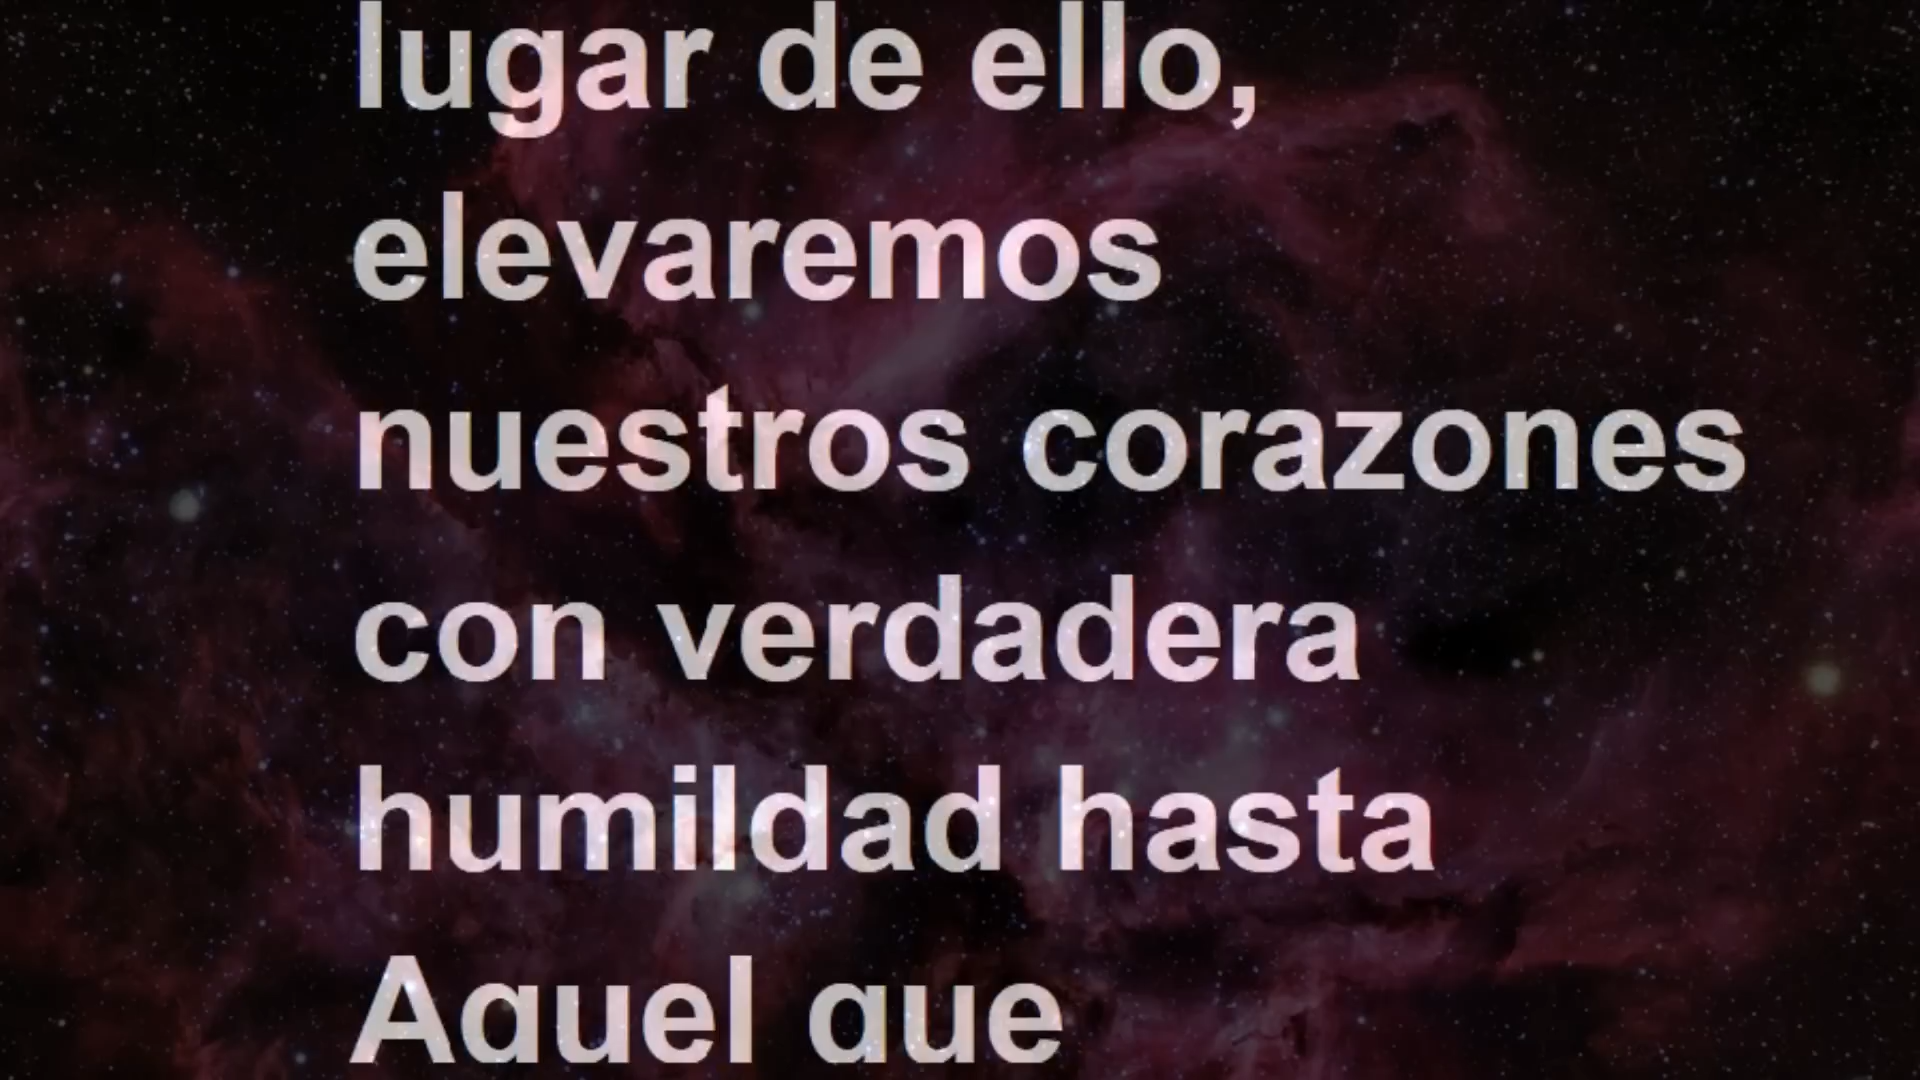 lugar de ello,
elevaremos
nuestros corazones
con verdadera
humildad hasta
Aquel que